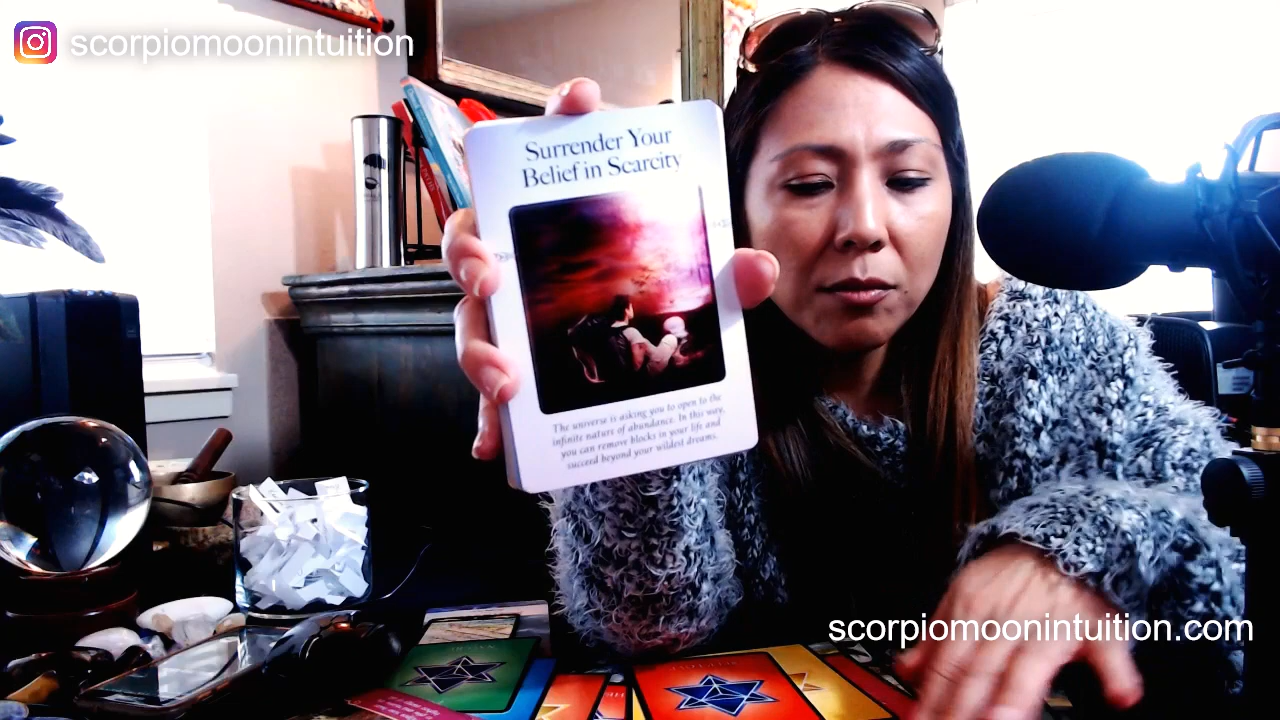 scorpiomoonintuition
Surrender Your
Belief in Scarcity
The universe is asking you to open to the
infinite nature of abundance. In this way,
you can remove blocks in your life and
succeed beyond your wildest dreams.
scorpiomoonintuition.com